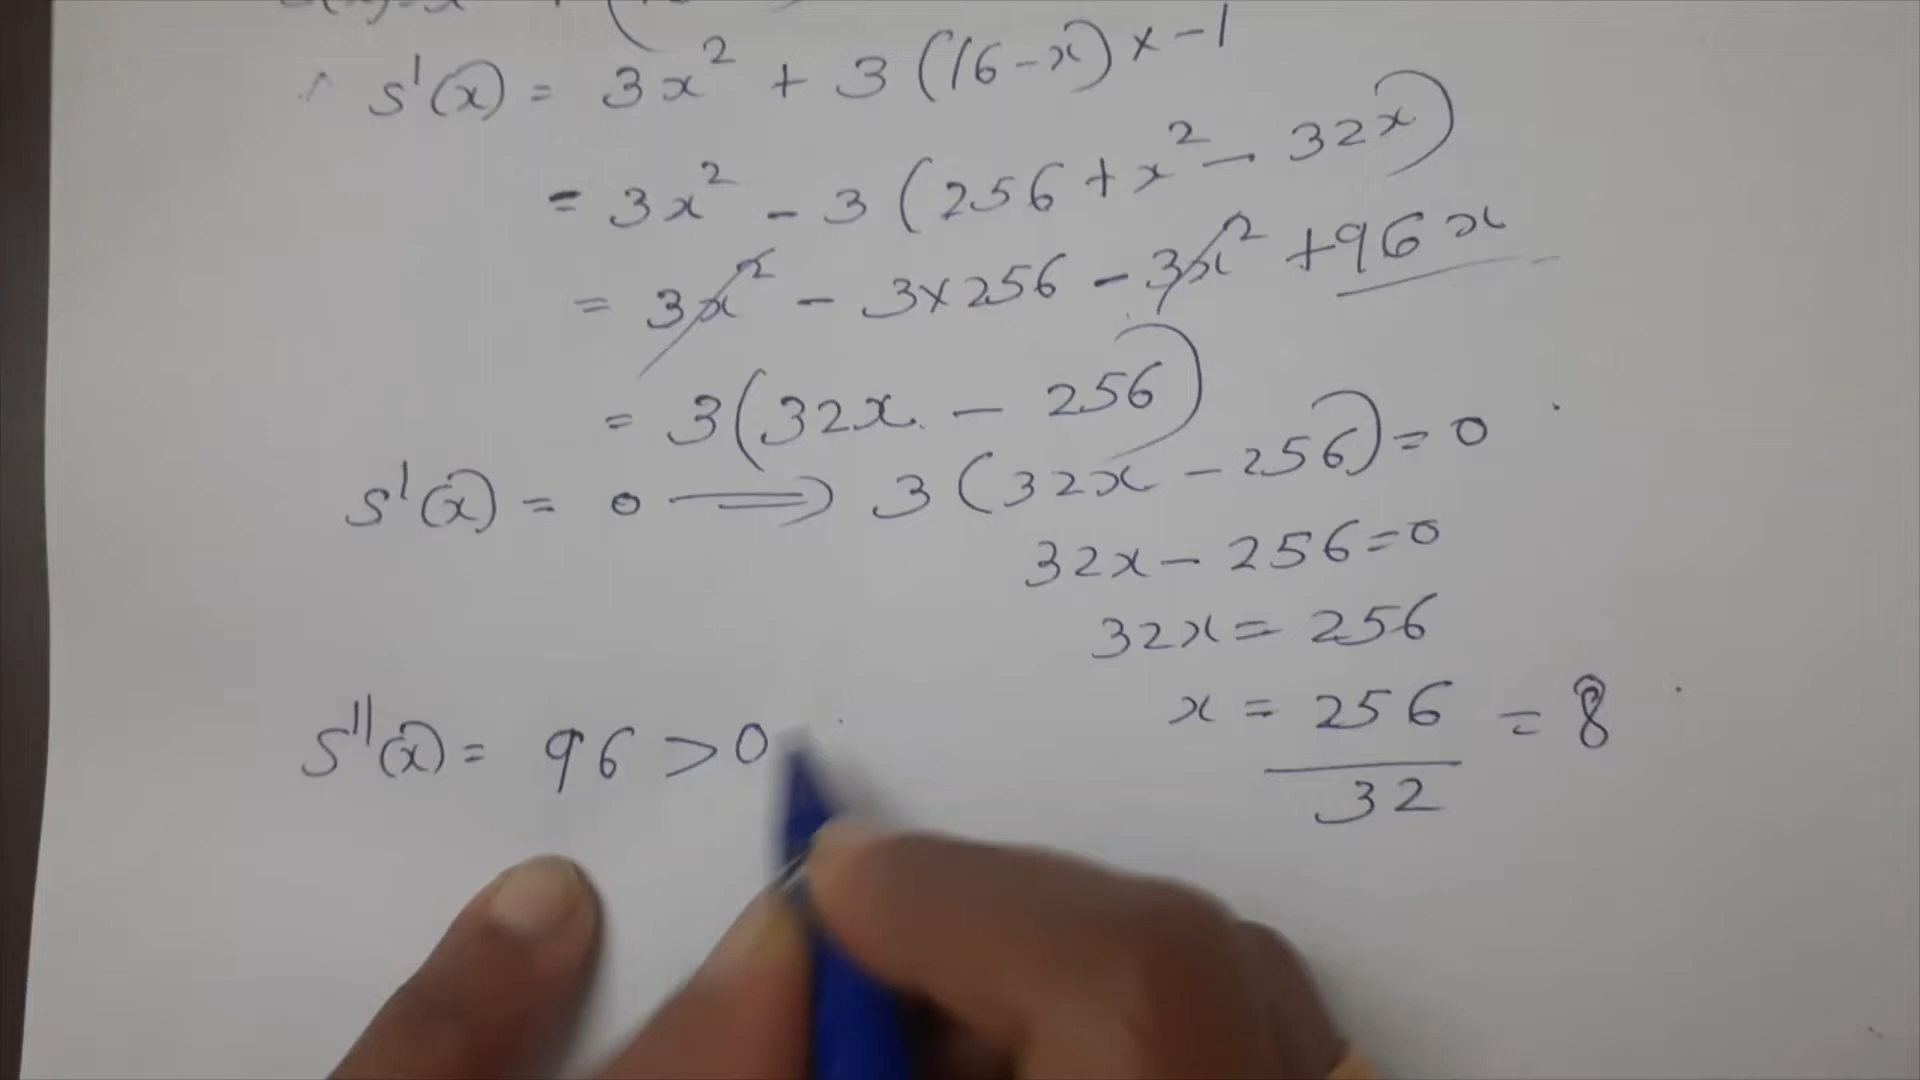 s'(x) = 3x² + 3(16-x) × -1
= 3x² - 3(256 + x² - 32x)
= 3x² - 3×256 - 3x² + 96x
= 3(32x - 256)
s'(x) = 0 ⟹ 3(32x - 256) = 0
32x - 256 = 0
32x = 256
x = 256/32 = 8
s''(x) = 96 > 0